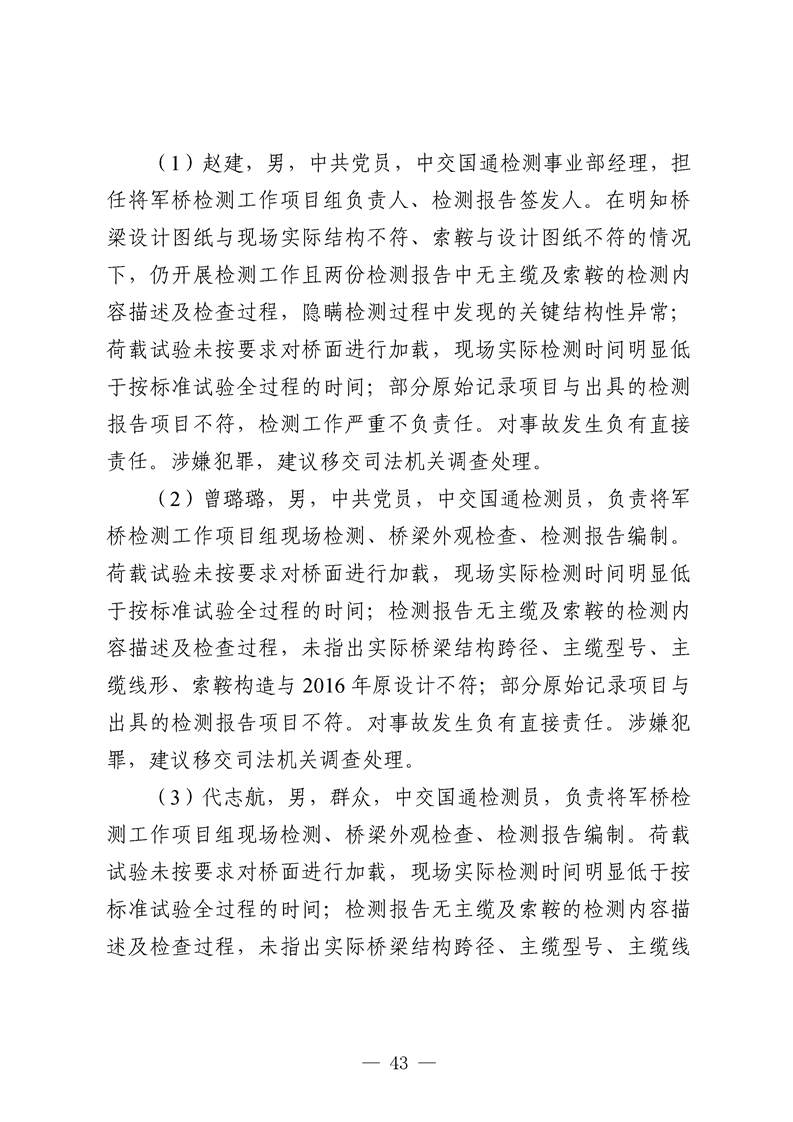 （1）赵建，男，中共党员，中交国通检测事业部经理，担
任将军桥检测工作项目组负责人、检测报告签发人。在明知桥
梁设计图纸与现场实际结构不符、索鞍与设计图纸不符的情况
下，仍开展检测工作且两份检测报告中无主缆及索鞍的检测内
容描述及检查过程，隐瞒检测过程中发现的关键结构性异常；
荷载试验未按要求对桥面进行加载，现场实际检测时间明显低
于按标准试验全过程的时间；部分原始记录项目与出具的检测
报告项目不符，检测工作严重不负责任。对事故发生负有直接
责任。涉嫌犯罪，建议移交司法机关调查处理。
（2）曾璐璐，男，中共党员，中交国通检测员，负责将军
桥检测工作项目组现场检测、桥梁外观检查、检测报告编制。
荷载试验未按要求对桥面进行加载，现场实际检测时间明显低
于按标准试验全过程的时间；检测报告无主缆及索鞍的检测内
容描述及检查过程，未指出实际桥梁结构跨径、主缆型号、主
缆线形、索鞍构造与 2016 年原设计不符；部分原始记录项目与
出具的检测报告项目不符。对事故发生负有直接责任。涉嫌犯
罪，建议移交司法机关调查处理。
（3）代志航，男，群众，中交国通检测员，负责将军桥检
测工作项目组现场检测、桥梁外观检查、检测报告编制。荷载
试验未按要求对桥面进行加载，现场实际检测时间明显低于按
标准试验全过程的时间；检测报告无主缆及索鞍的检测内容描
述及检查过程，未指出实际桥梁结构跨径、主缆型号、主缆线
— 43 —